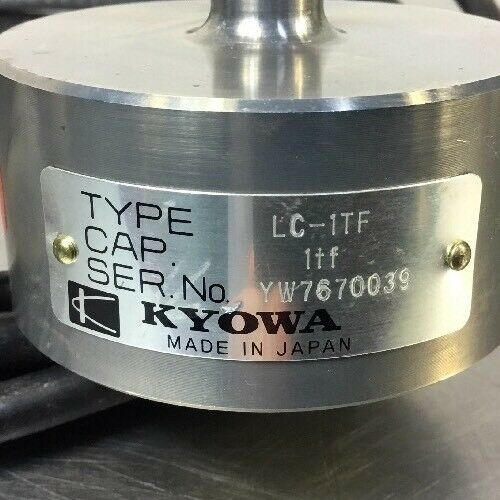 TYPE LC-1TF
CAP. 1tf
SER. No. YW7670039
K KYOWA
MADE IN JAPAN